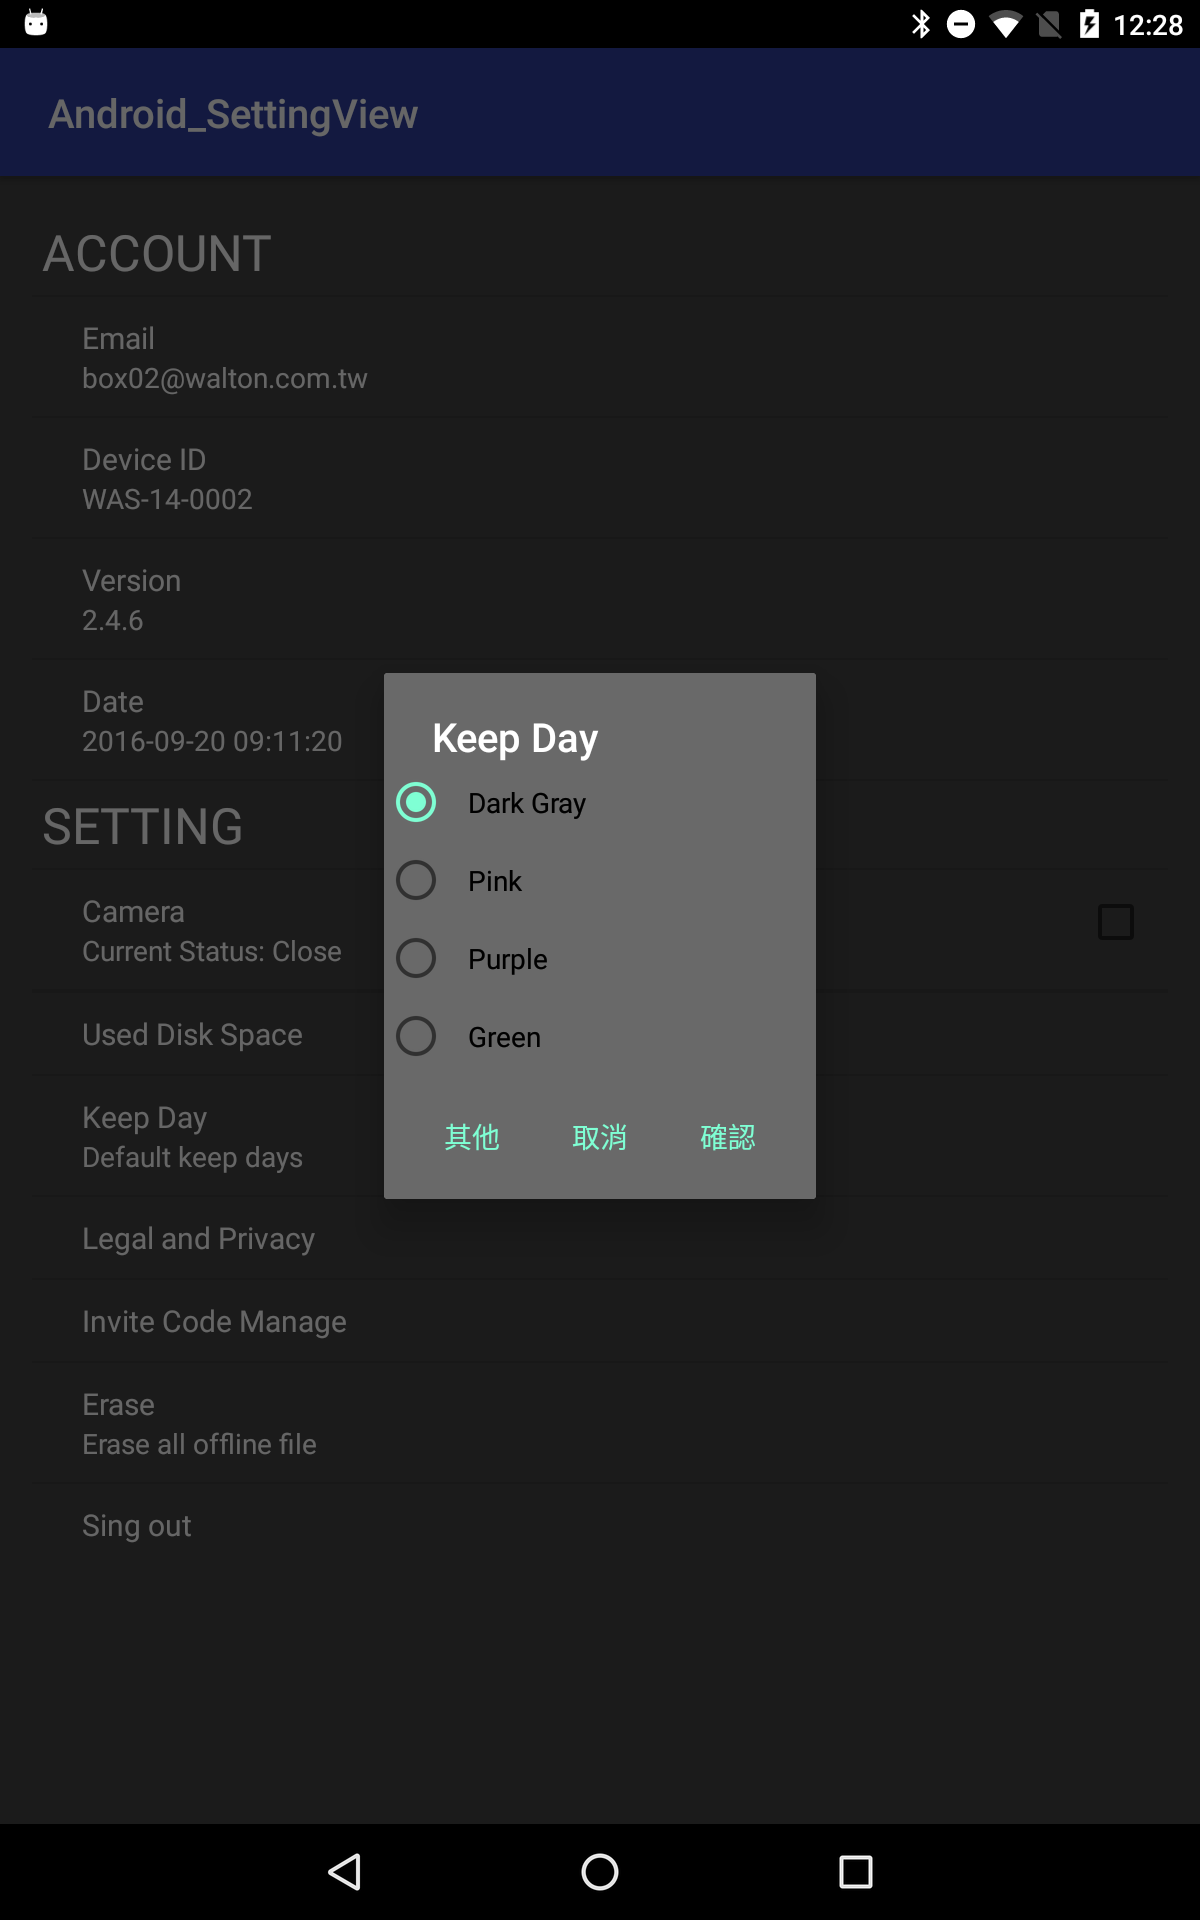 12:28
Android_SettingView
ACCOUNT
Email
box02@walton.com.tw
Device ID
WAS-14-0002
Version
2.4.6
Date
2016-09-20 09:11:20
SETTING
Camera
Current Status: Close
Used Disk Space
Keep Day
Default keep days
Legal and Privacy
Invite Code Manage
Erase
Erase all offline file
Sing out
Keep Day
Dark Gray
Pink
Purple
Green
其他 取消 確認